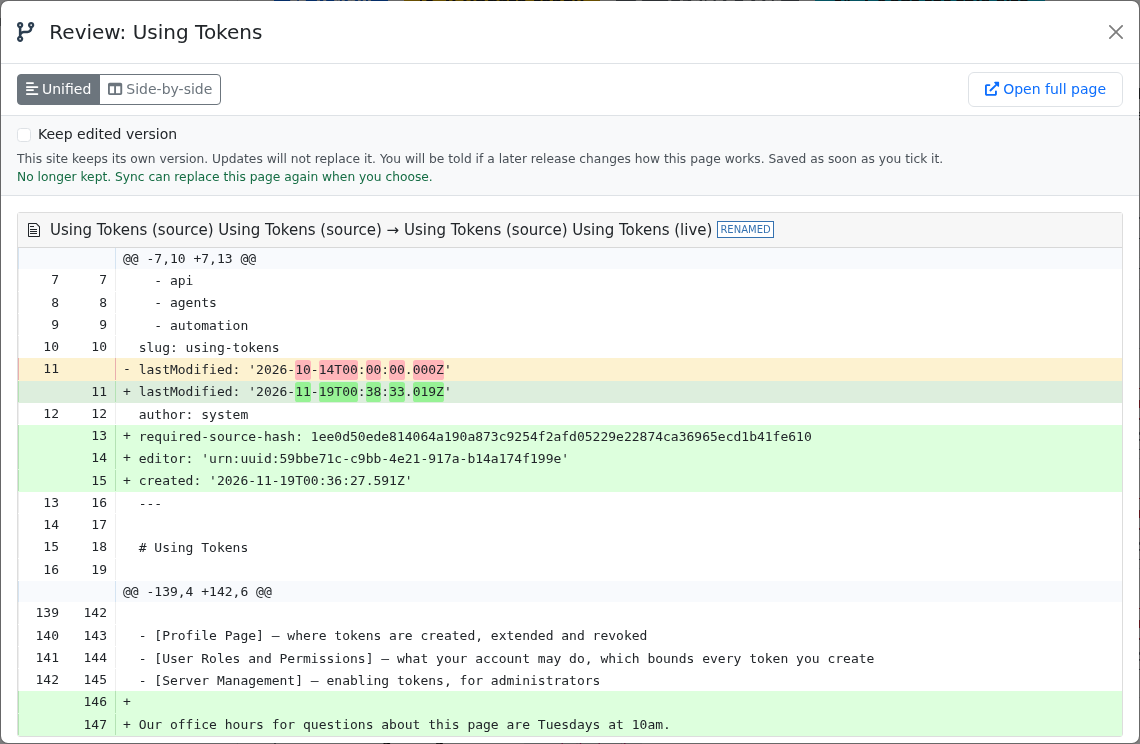 Review: Using Tokens
Unified
Side-by-side
Open full page
Keep edited version
This site keeps its own version. Updates will not replace it. You will be told if a later release changes how this page works. Saved as soon as you tick it.
No longer kept. Sync can replace this page again when you choose.
Using Tokens (source) Using Tokens (source) → Using Tokens (source) Using Tokens (live) RENAMED
@@ -7,10 +7,13 @@
7 7 - api
8 8 - agents
9 9 - automation
10 10 slug: using-tokens
11 - lastModified: '2026-10-14T00:00:00.000Z'
11 + lastModified: '2026-11-19T00:38:33.019Z'
12 12 author: system
13 + required-source-hash: 1ee0d50ede814064a190a873c9254f2afd05229e22874ca36965ecd1b41fe610
14 + editor: 'urn:uuid:59bbe71c-c9bb-4e21-917a-b14a174f199e'
15 + created: '2026-11-19T00:36:27.591Z'
13 16 ---
14 17
15 18 # Using Tokens
16 19
@@ -139,4 +142,6 @@
139 142
140 143 - [Profile Page] — where tokens are created, extended and revoked
141 144 - [User Roles and Permissions] — what your account may do, which bounds every token you create
142 145 - [Server Management] — enabling tokens, for administrators
146 +
147 + Our office hours for questions about this page are Tuesdays at 10am.